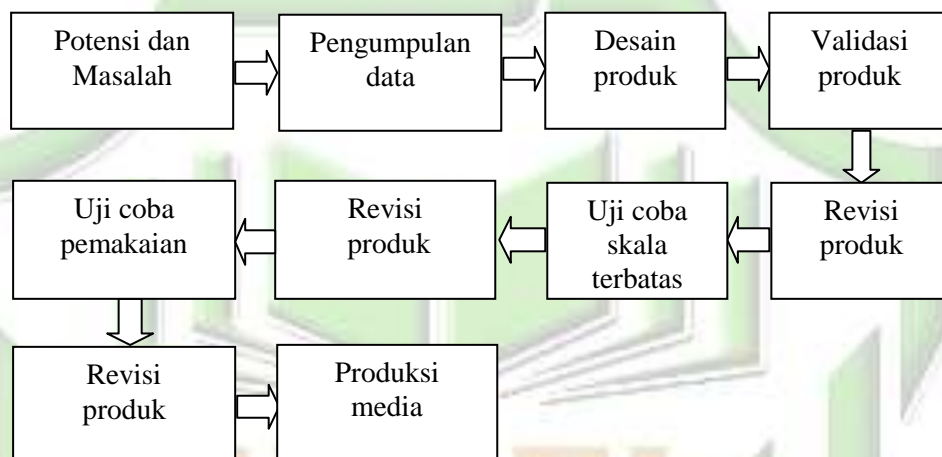 Potensi dan
Masalah
Pengumpulan
data
Desain
produk
Validasi
produk
Revisi
produk
Uji coba
skala
terbatas
Revisi
produk
Uji coba
pemakaian
Revisi
produk
Produksi
media